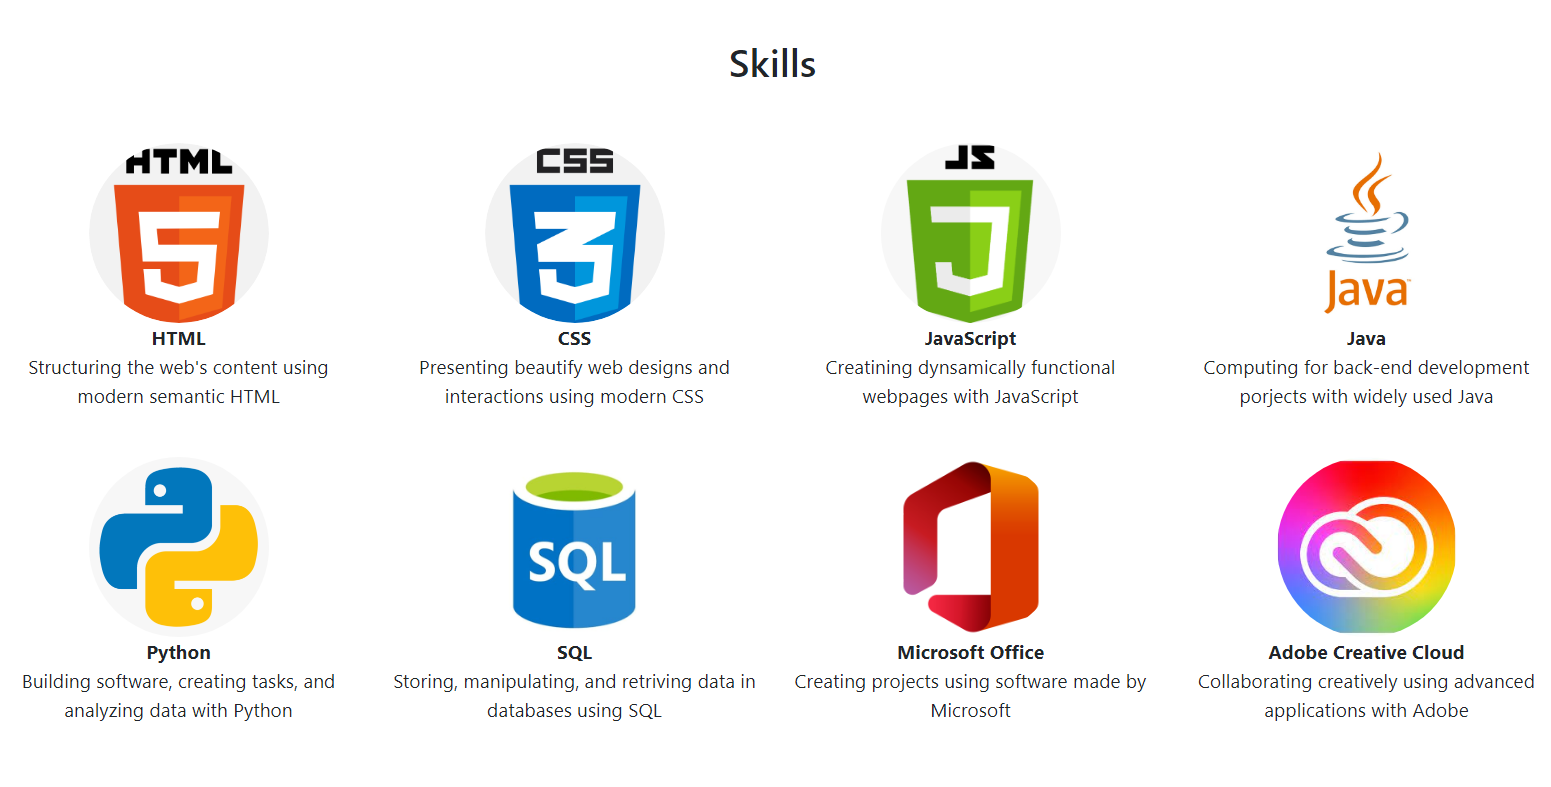 Skills
HTML
CSS
JS
Java™
HTML
Structuring the web's content using
modern semantic HTML
CSS
Presenting beautify web designs and
interactions using modern CSS
JavaScript
Creatining dynsamically functional
webpages with JavaScript
Java
Computing for back-end development
porjects with widely used Java
SQL
Python
Building software, creating tasks, and
analyzing data with Python
SQL
Storing, manipulating, and retriving data in
databases using SQL
Microsoft Office
Creating projects using software made by
Microsoft
Adobe Creative Cloud
Collaborating creatively using advanced
applications with Adobe